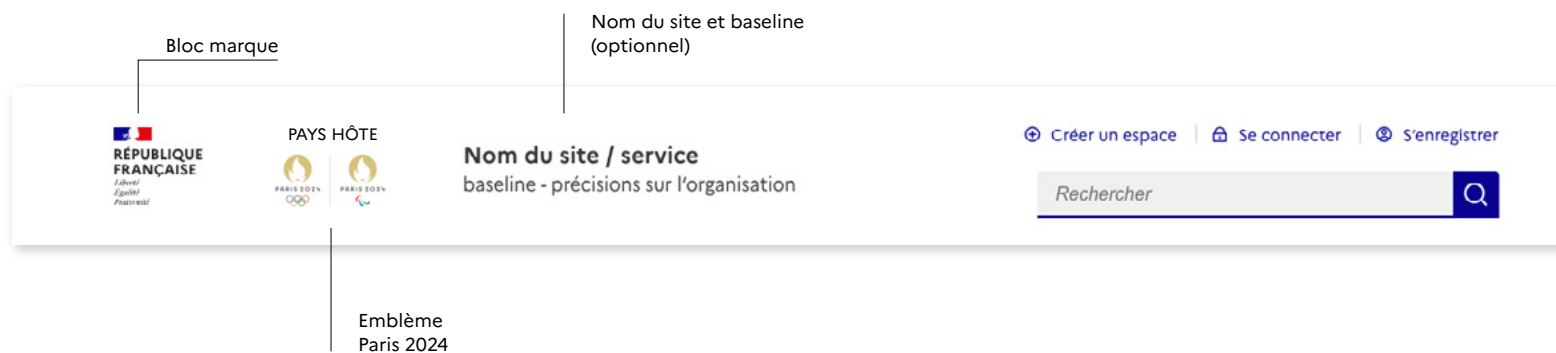 Nom du site et baseline
(optionnel)
Bloc marque
RÉPUBLIQUE
FRANÇAISE
Liberté
Égalité
Fraternité
PAYS HÔTE
PARIS 2024
PARIS 2024
Nom du site / service
baseline - précisions sur l'organisation
Créer un espace
Se connecter
S'enregistrer
Rechercher
Emblème
Paris 2024